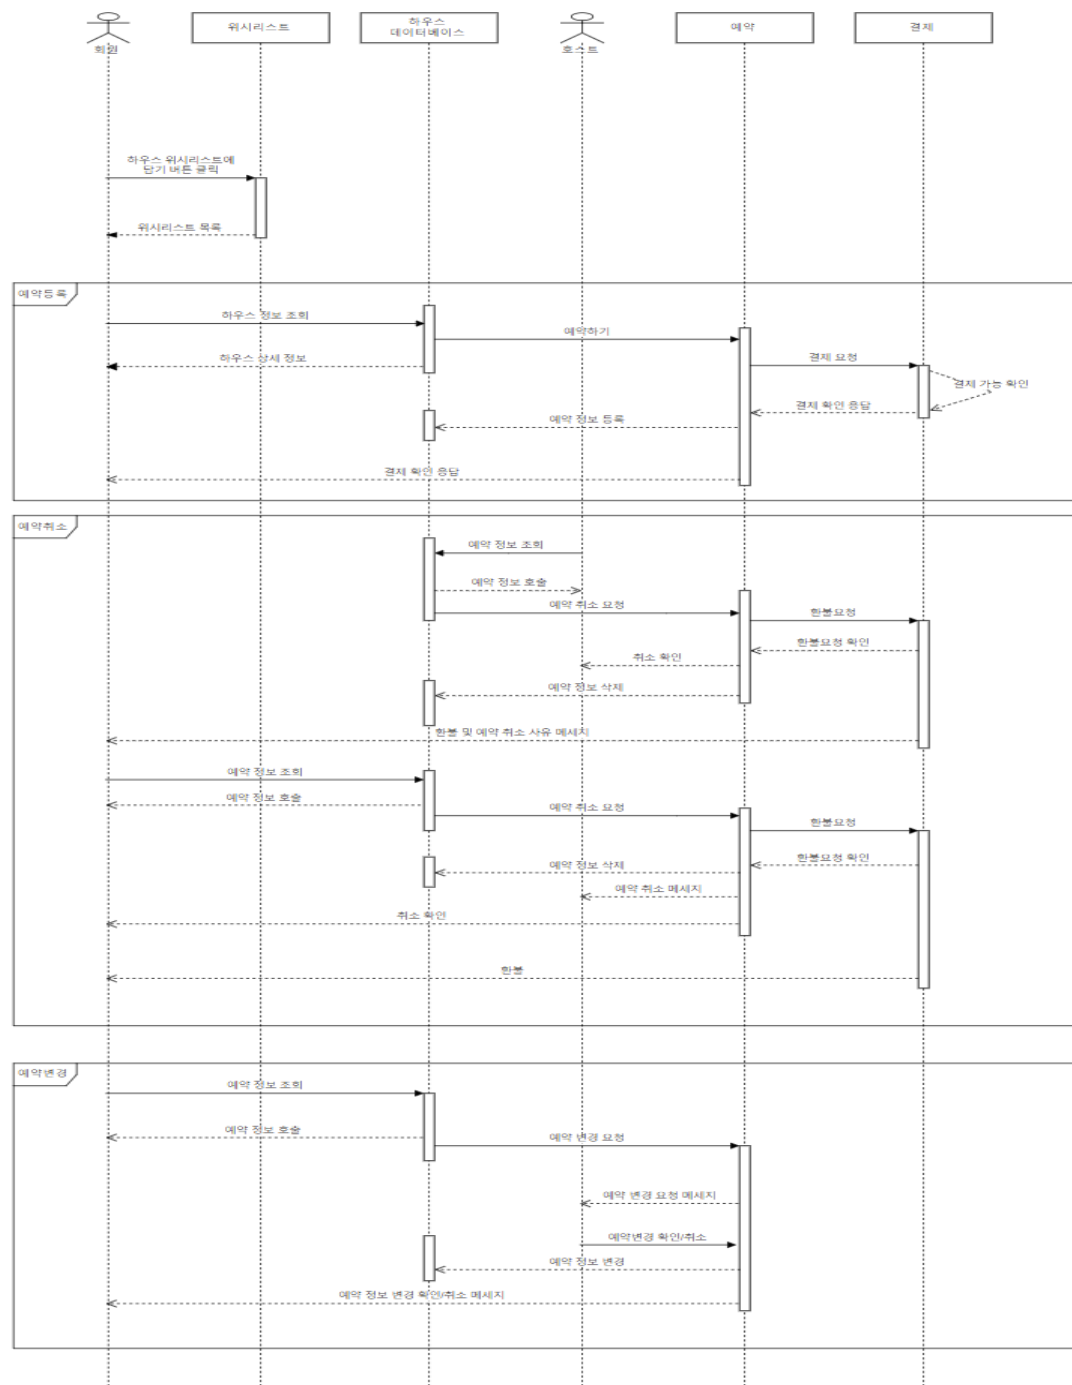 회원
위시리스트
하우스
데이터베이스
호스트
예약
결제
하우스 위시리스트에
담기 버튼 클릭
위시리스트 목록
예약등록
하우스 정보 조회
예약하기
하우스 상세 정보
결제 요청
결제 가능 확인
결제 확인 응답
예약 정보 등록
결제 확인 응답
예약취소
예약 정보 조회
예약 정보 호출
예약 취소 요청
환불요청
환불요청 확인
취소 확인
예약 정보 삭제
환불 및 예약 취소 사유 메세지
예약 정보 조회
예약 정보 호출
예약 취소 요청
환불요청
환불요청 확인
예약 정보 삭제
예약 취소 메세지
취소 확인
환불
예약변경
예약 정보 조회
예약 정보 호출
예약 변경 요청
예약 변경 요청 메세지
예약변경 확인/취소
예약 정보 변경
예약 정보 변경 확인/취소 메세지